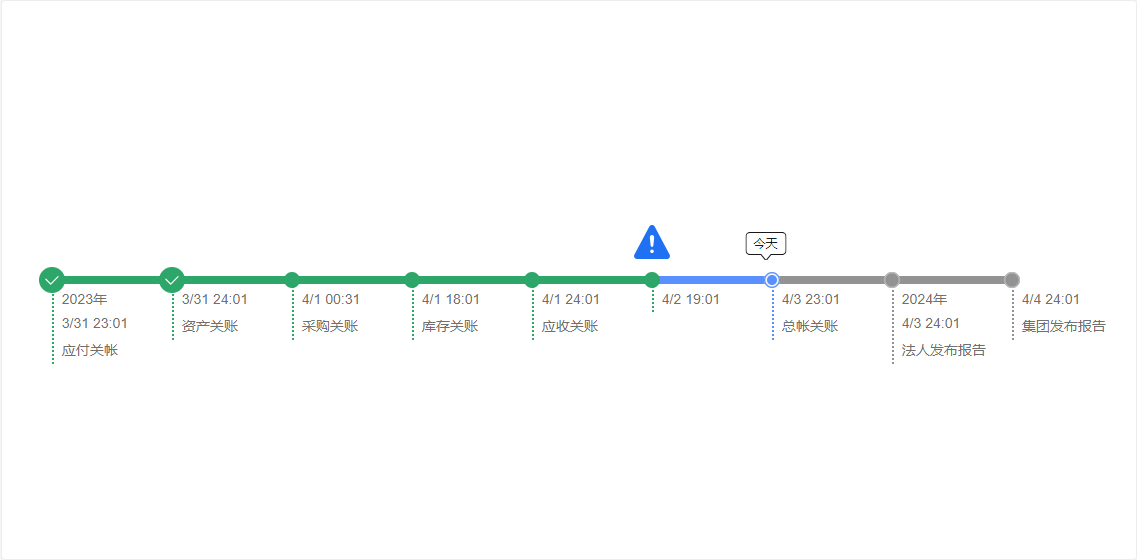 今天
2023年
3/31 23:01
应付关帐
3/31 24:01
资产关账
4/1 00:31
采购关账
4/1 18:01
库存关账
4/1 24:01
应收关账
4/2 19:01
4/3 23:01
总帐关账
2024年
4/3 24:01
法人发布报告
4/4 24:01
集团发布报告